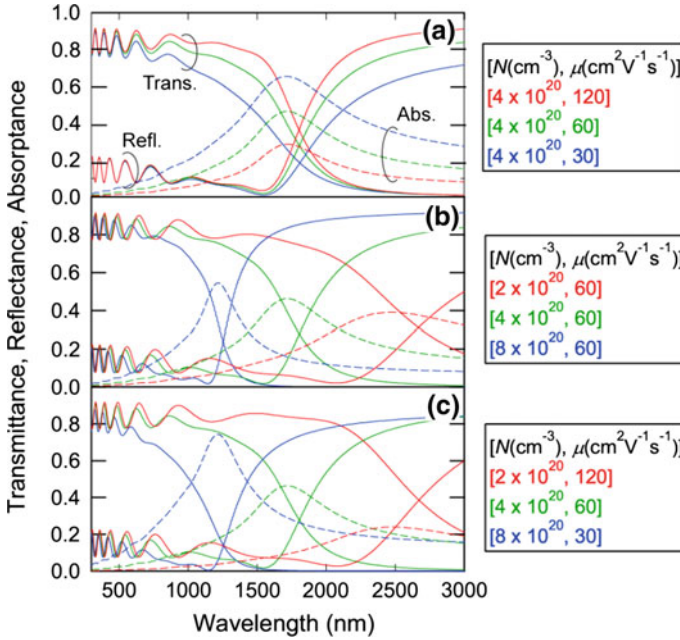 Transmittance, Reflectance, Absorptance
1.0
0.8
0.6
0.4
0.2
0.0
(a)
Trans.
Refl.
Abs.
[N(cm⁻³), μ(cm²V⁻¹s⁻¹)]
[4 x 10²⁰, 120]
[4 x 10²⁰, 60]
[4 x 10²⁰, 30]
0.8
0.6
0.4
0.2
0.0
(b)
[N(cm⁻³), μ(cm²V⁻¹s⁻¹)]
[2 x 10²⁰, 60]
[4 x 10²⁰, 60]
[8 x 10²⁰, 60]
0.8
0.6
0.4
0.2
0.0
(c)
[N(cm⁻³), μ(cm²V⁻¹s⁻¹)]
[2 x 10²⁰, 120]
[4 x 10²⁰, 60]
[8 x 10²⁰, 30]
500 1000 1500 2000 2500 3000
Wavelength (nm)